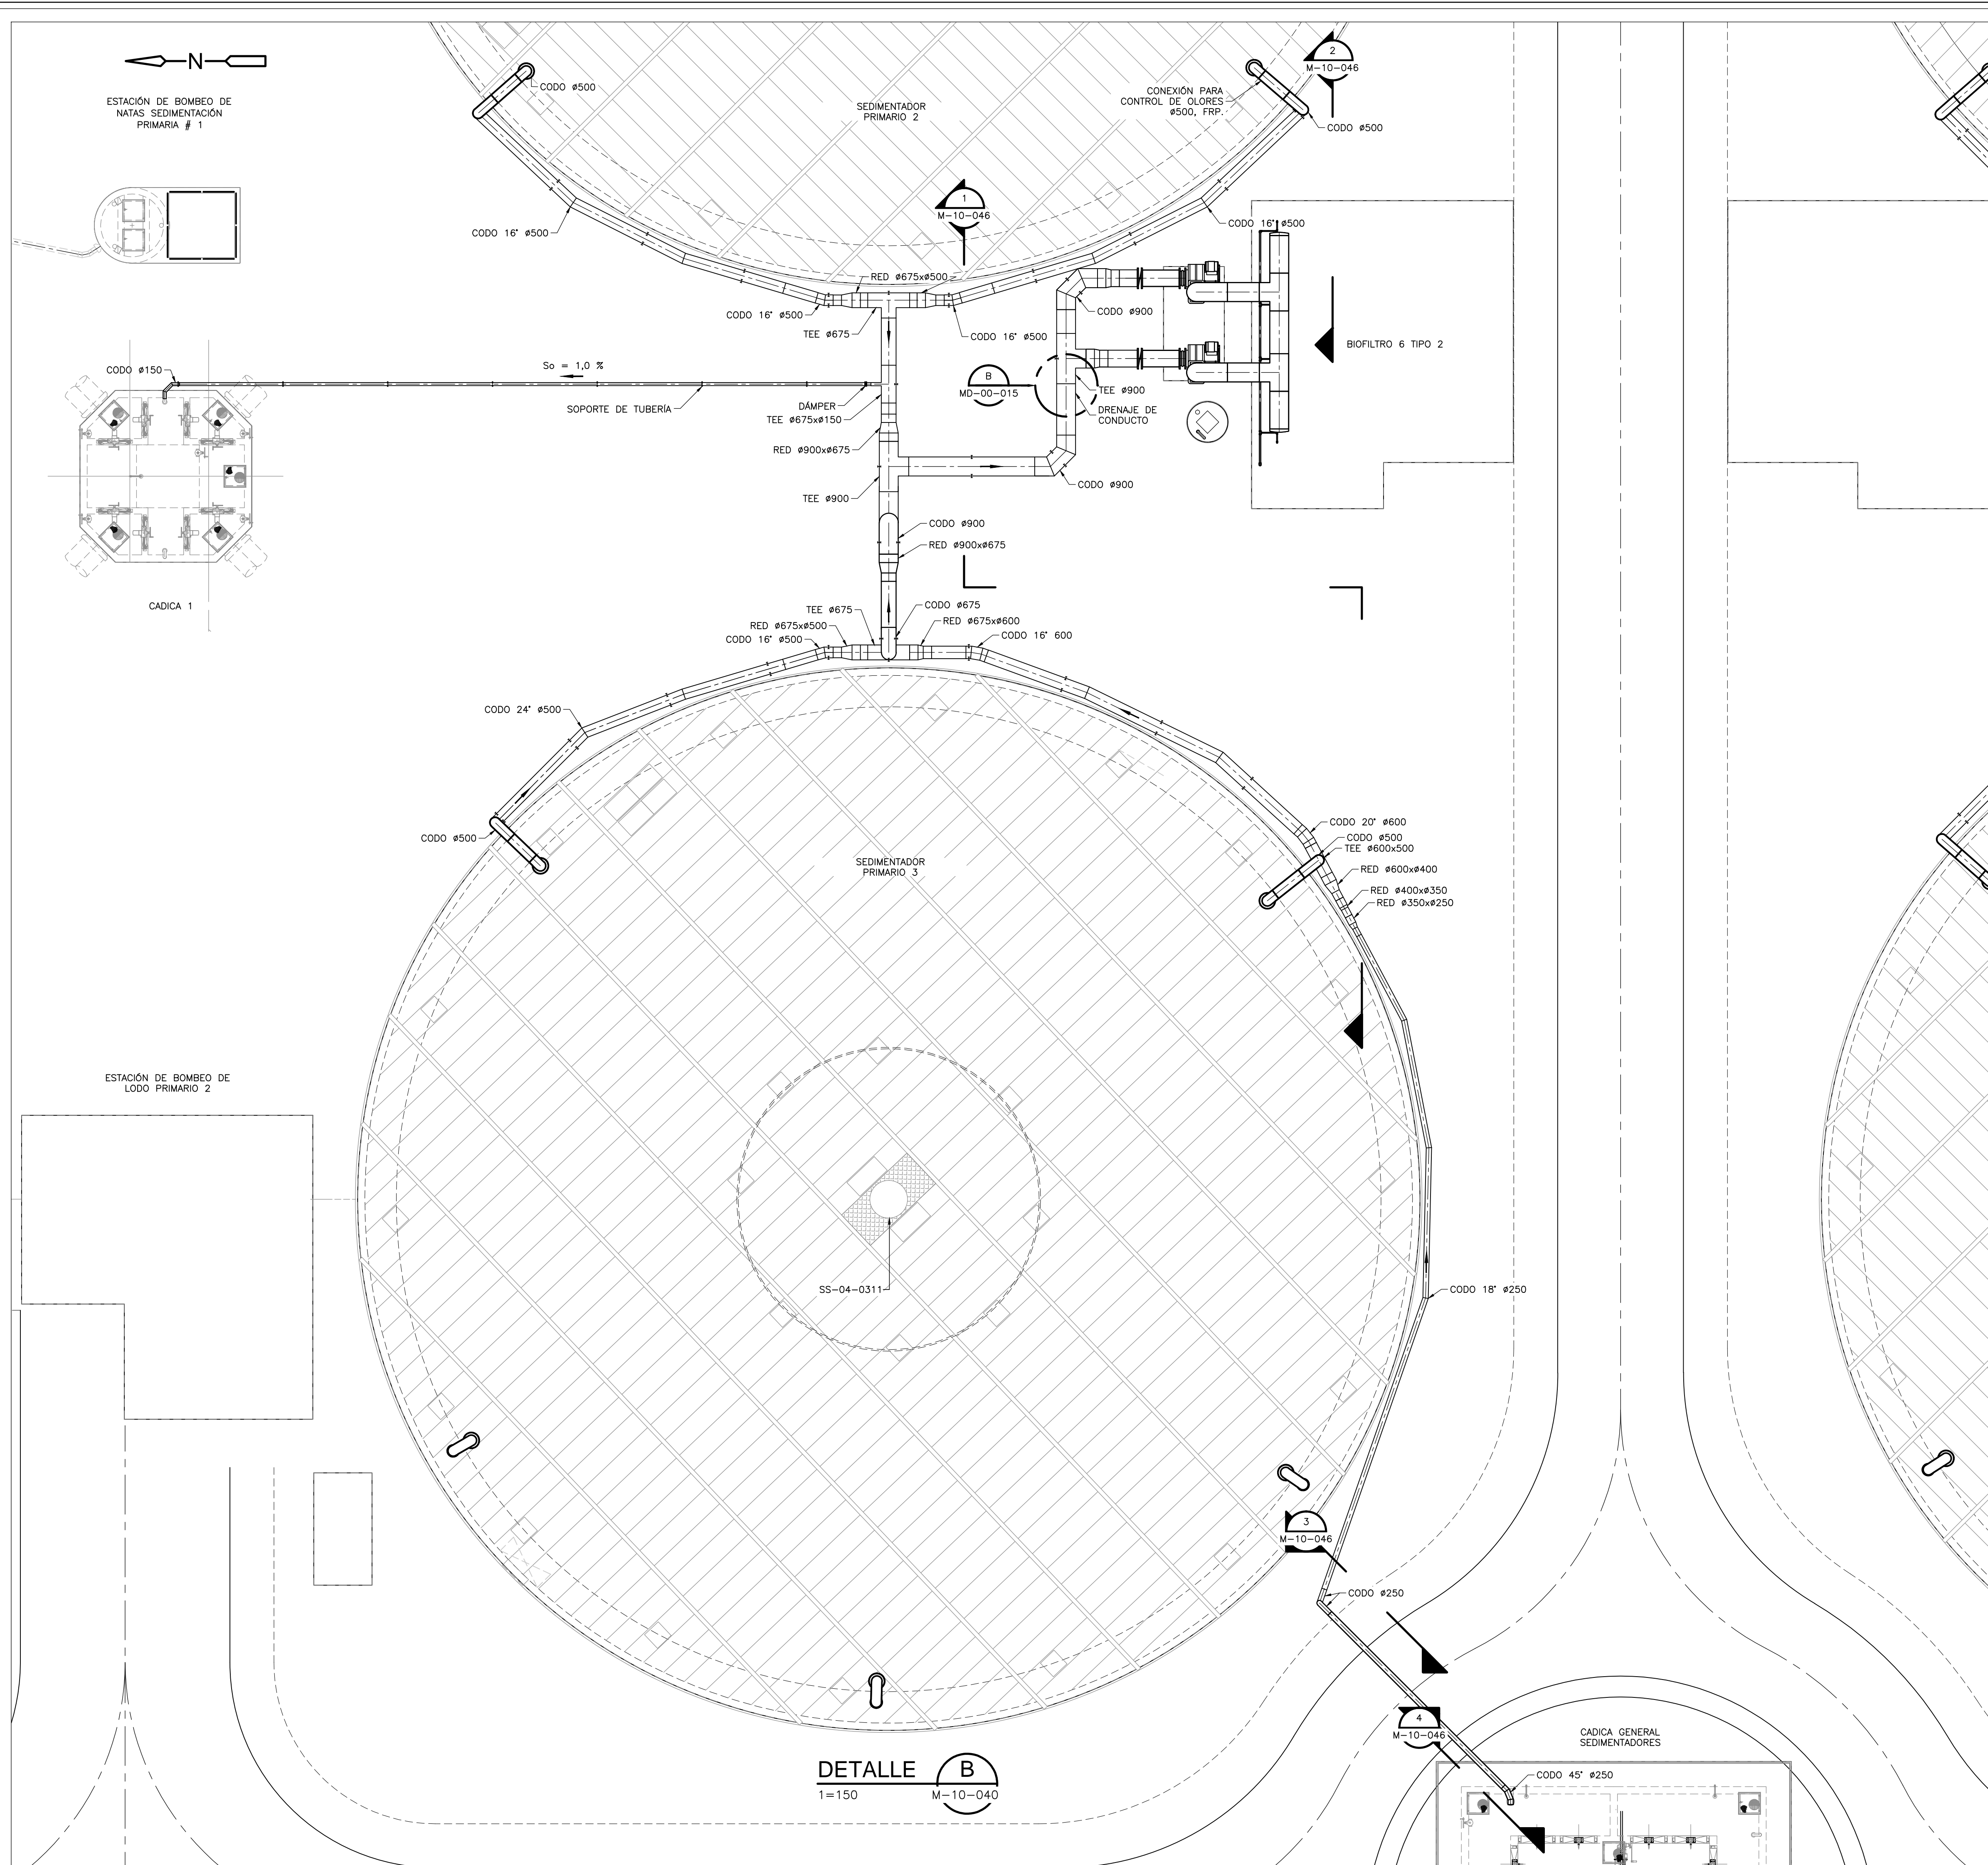 N
ESTACIÓN DE BOMBEO DE
NATAS SEDIMENTACIÓN
PRIMARIA # 1
CODO ø500
SEDIMENTADOR
PRIMARIO 2
CONEXIÓN PARA
CONTROL DE OLORES
ø500, FRP.
2
M-10-046
CODO ø500
1
M-10-046
CODO 16° ø500
CODO 16° ø500
RED ø675xø500
CODO 16° ø500
TEE ø675
CODO 16° ø500
CODO ø900
BIOFILTRO 6 TIPO 2
So = 1,0 %
CODO ø150
SOPORTE DE TUBERÍA
DÁMPER
TEE ø675xø150
B
MD-00-015
TEE ø900
DRENAJE DE
CONDUCTO
RED ø900xø675
TEE ø900
CODO ø900
CODO ø900
RED ø900xø675
CADICA 1
TEE ø675
CODO ø675
RED ø675xø500
RED ø675xø600
CODO 16° ø500
CODO 16° 600
CODO 24° ø500
CODO ø500
SEDIMENTADOR
PRIMARIO 3
CODO 20° ø600
CODO ø500
TEE ø600x500
RED ø600xø400
RED ø400xø350
RED ø350xø250
ESTACIÓN DE BOMBEO DE
LODO PRIMARIO 2
SS-04-0311
CODO 18° ø250
3
M-10-046
CODO ø250
4
M-10-046
CADICA GENERAL
SEDIMENTADORES
CODO 45° ø250
DETALLE
1=150
B
M-10-040